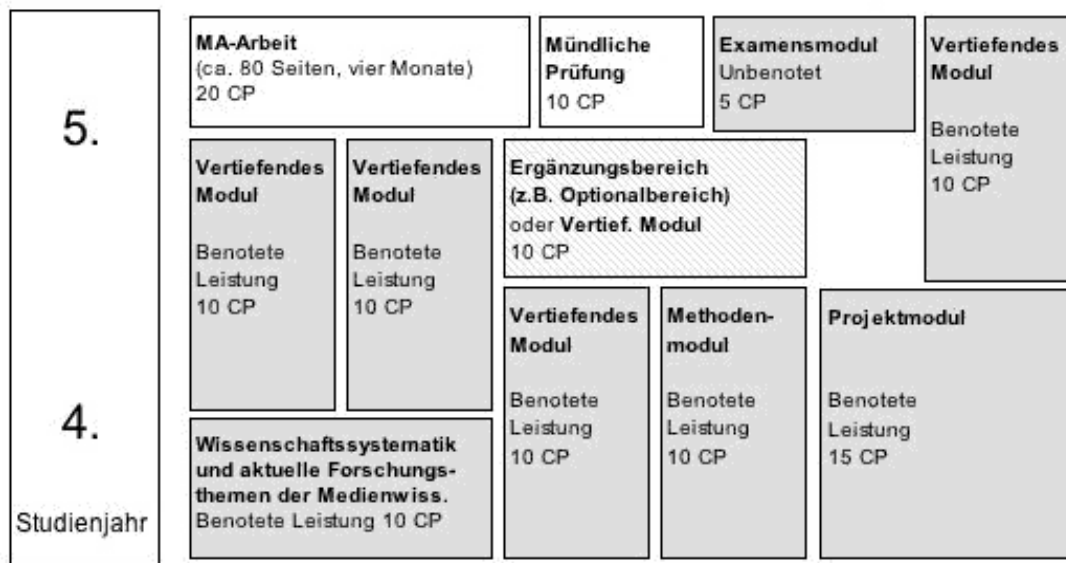 5.
4.
Studienjahr
MA-Arbeit
(ca. 80 Seiten, vier Monate)
20 CP
Mündliche
Prüfung
10 CP
Examensmodul
Unbenotet
5 CP
Vertiefendes
Modul
Benotete
Leistung
10 CP
Vertiefendes
Modul
Benotete
Leistung
10 CP
Vertiefendes
Modul
Benotete
Leistung
10 CP
Ergänzungsbereich
(z.B. Optionalbereich)
oder Vertief. Modul
10 CP
Vertiefendes
Modul
Benotete
Leistung
10 CP
Methoden-
modul
Benotete
Leistung
10 CP
Projektmodul
Benotete
Leistung
15 CP
Wissenschaftssystematik
und aktuelle Forschungs-
themen der Medienwiss.
Benotete Leistung 10 CP